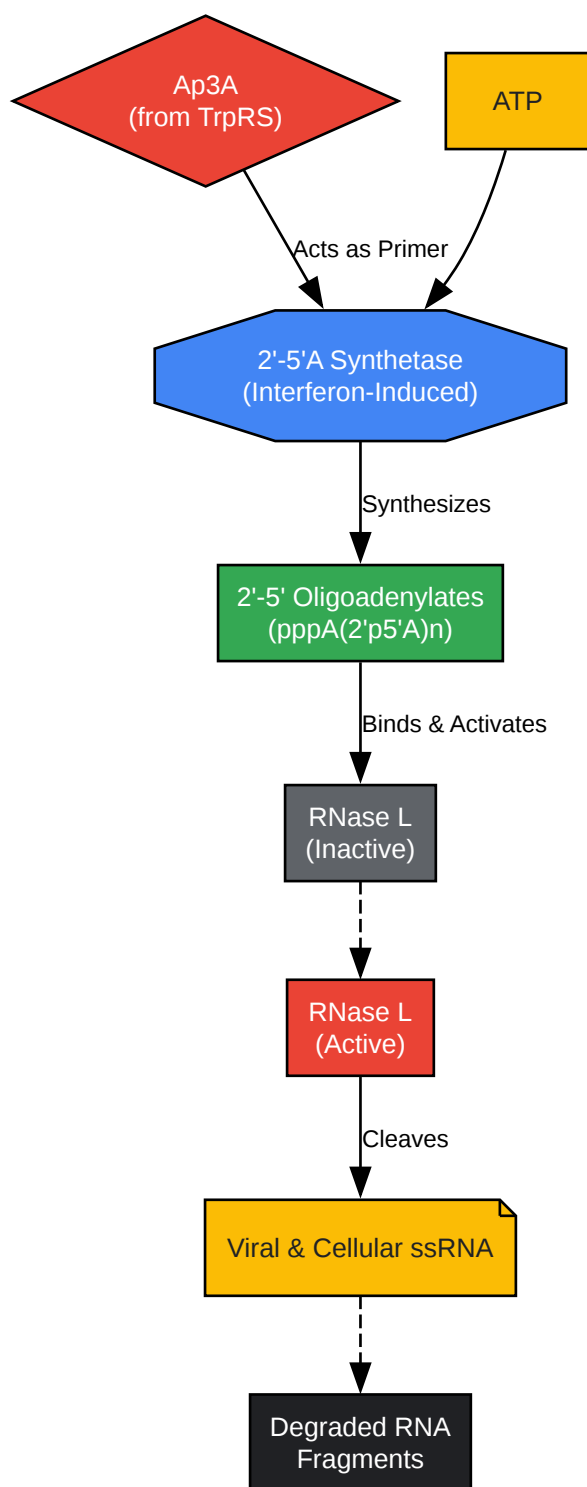 Ap3A
(from TrpRS)
ATP
Acts as Primer
2'-5'A Synthetase
(Interferon-Induced)
Synthesizes
2'-5' Oligoadenylates
(pppA(2'p5'A)n)
Binds & Activates
RNase L
(Inactive)
RNase L
(Active)
Cleaves
Viral & Cellular ssRNA
Degraded RNA
Fragments